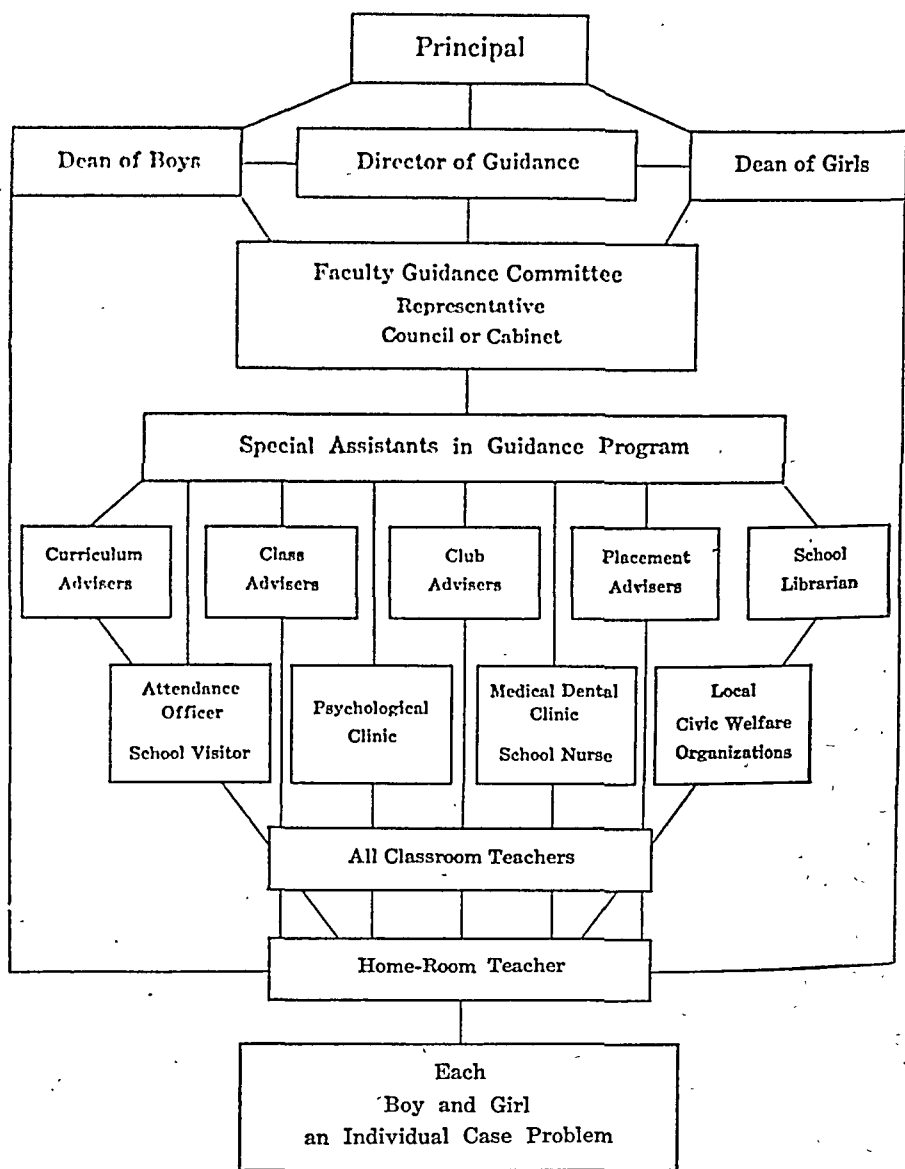 Principal
Dean of Boys
Director of Guidance
Dean of Girls
Faculty Guidance Committee
Representative
Council or Cabinet
Special Assistants in Guidance Program
Curriculum
Advisers
Class
Advisers
Club
Advisers
Placement
Advisers
School
Librarian
Attendance
Officer
School Visitor
Psychological
Clinic
Medical Dental
Clinic
School Nurse
Local
Civic Welfare
Organizations
All Classroom Teachers
Home-Room Teacher
Each
Boy and Girl
an Individual Case Problem